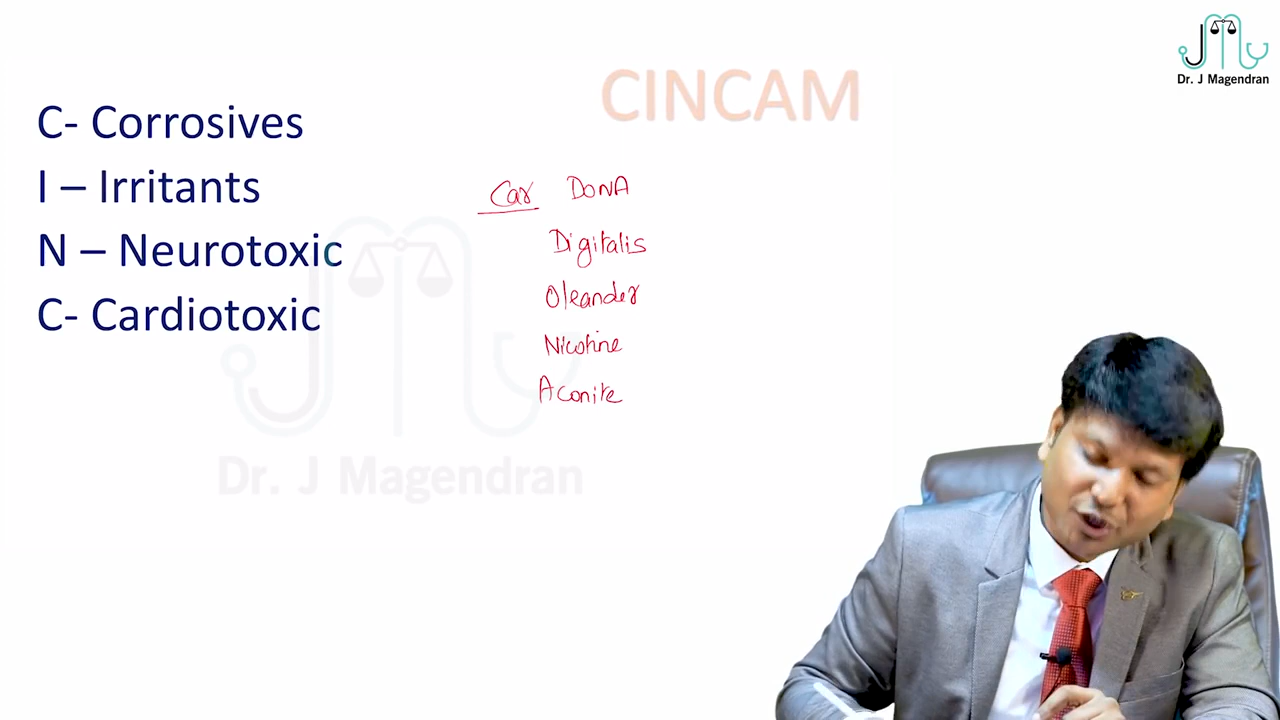 CINCAM
Dr. J Magendran
C- Corrosives
I – Irritants
N – Neurotoxic
C- Cardiotoxic
Car DONA
Digitalis
Oleander
Nicotine
Aconite
Dr. J Magendran